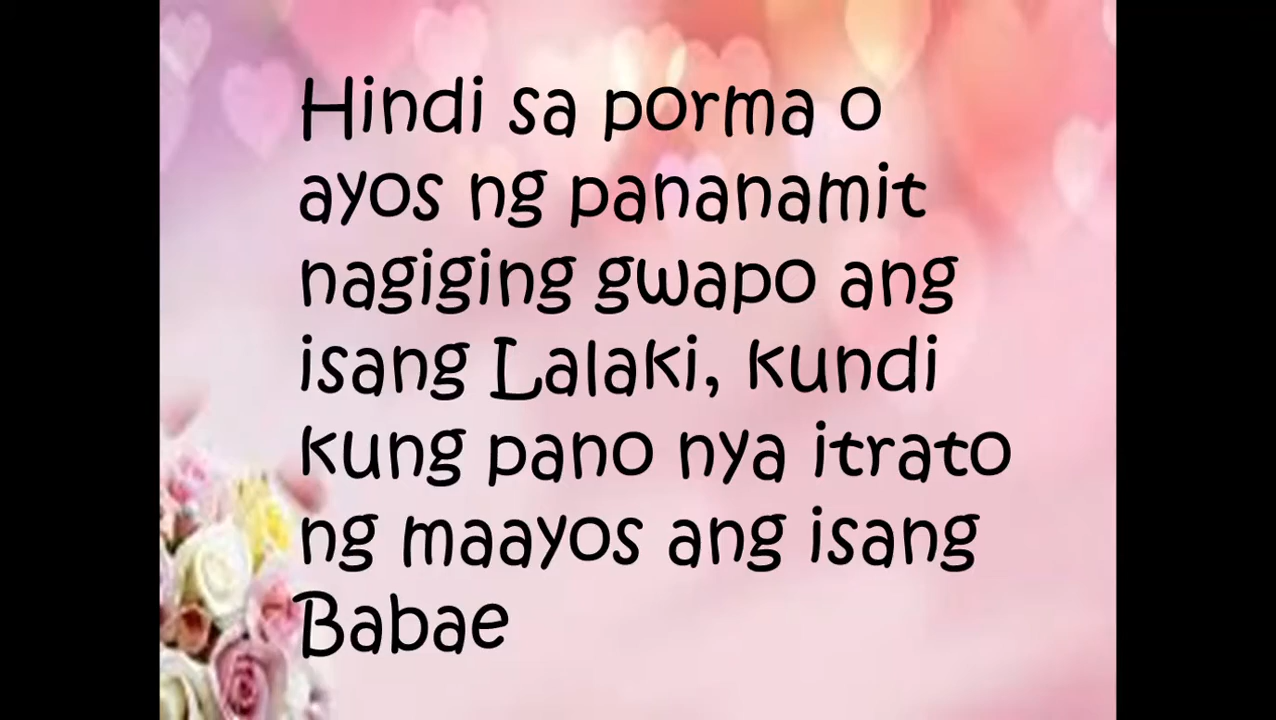 Hindi sa porma o
ayos ng pananamit
nagiging gwapo ang
isang Lalaki, kundi
kung pano nya itrato
ng maayos ang isang
Babae